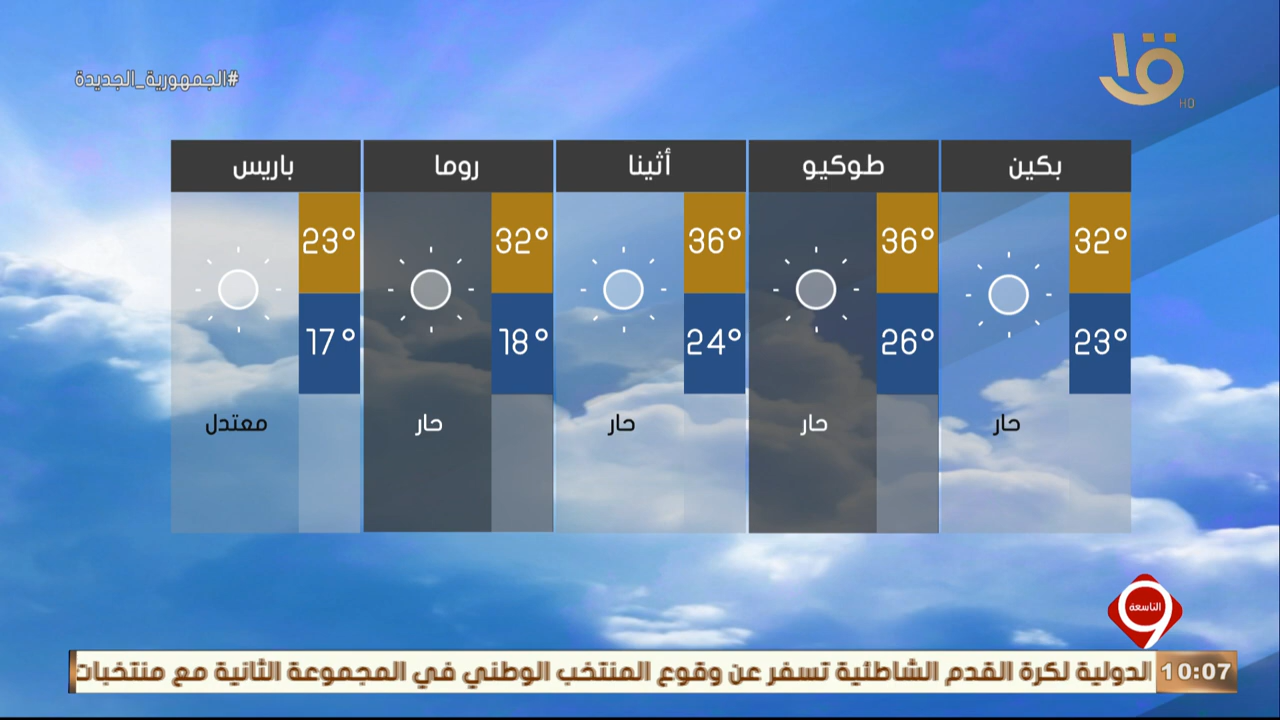 #الجمهورية_الجديدة
HD
بكين
32°
23°
حار
طوكيو
36°
26°
حار
أثينا
36°
24°
حار
روما
32°
18°
حار
باريس
23°
17°
معتدل
التاسعة
9
10:07
الدولية لكرة القدم الشاطئية تسفر عن وقوع المنتخب الوطني في المجموعة الثانية مع منتخبات